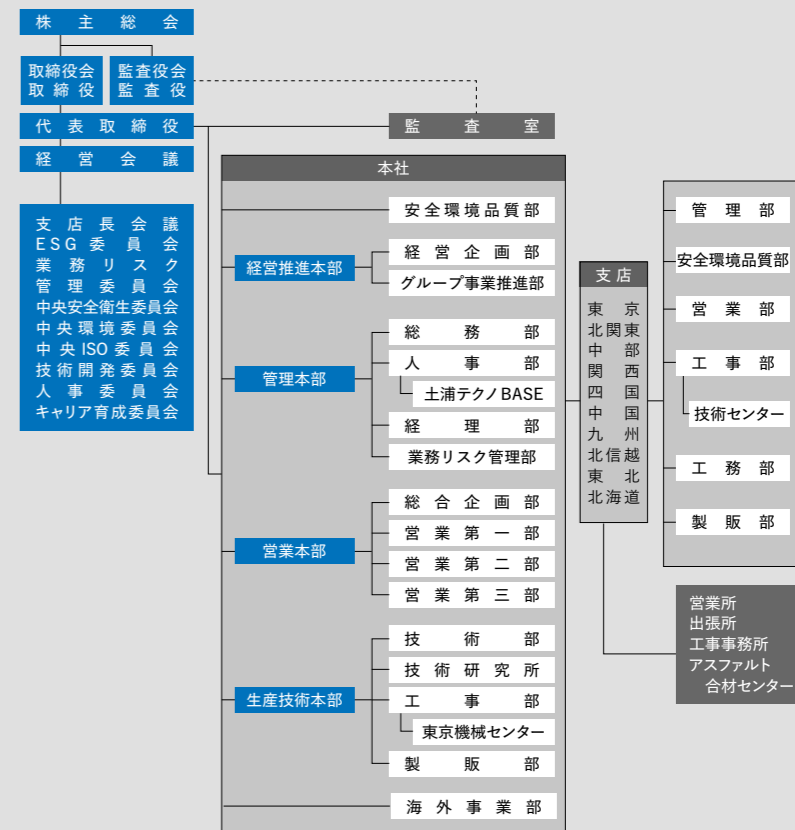 株主総会
取締役会
取締役
監査役会
監査役
代表取締役
監査室
経営会議
支店長会議
ESG委員会
業務リスク
管理委員会
中央安全衛生委員会
中央環境委員会
中央ISO委員会
技術開発委員会
人事委員会
キャリア育成委員会
本社
安全環境品質部
経営推進本部
経営企画部
グループ事業推進部
管理本部
総務部
人事部
土浦テクノBASE
経理部
業務リスク管理部
営業本部
総合企画部
営業第一部
営業第二部
営業第三部
生産技術本部
技術部
技術研究所
工事部
東京機械センター
製販部
海外事業部
支店
東京
北関東
中部
関西
四国
中国
九州
北信越
東北
北海道
管理部
安全環境品質部
営業部
工事部
技術センター
工務部
製販部
営業所
出張所
工事事務所
アスファルト
合材センター